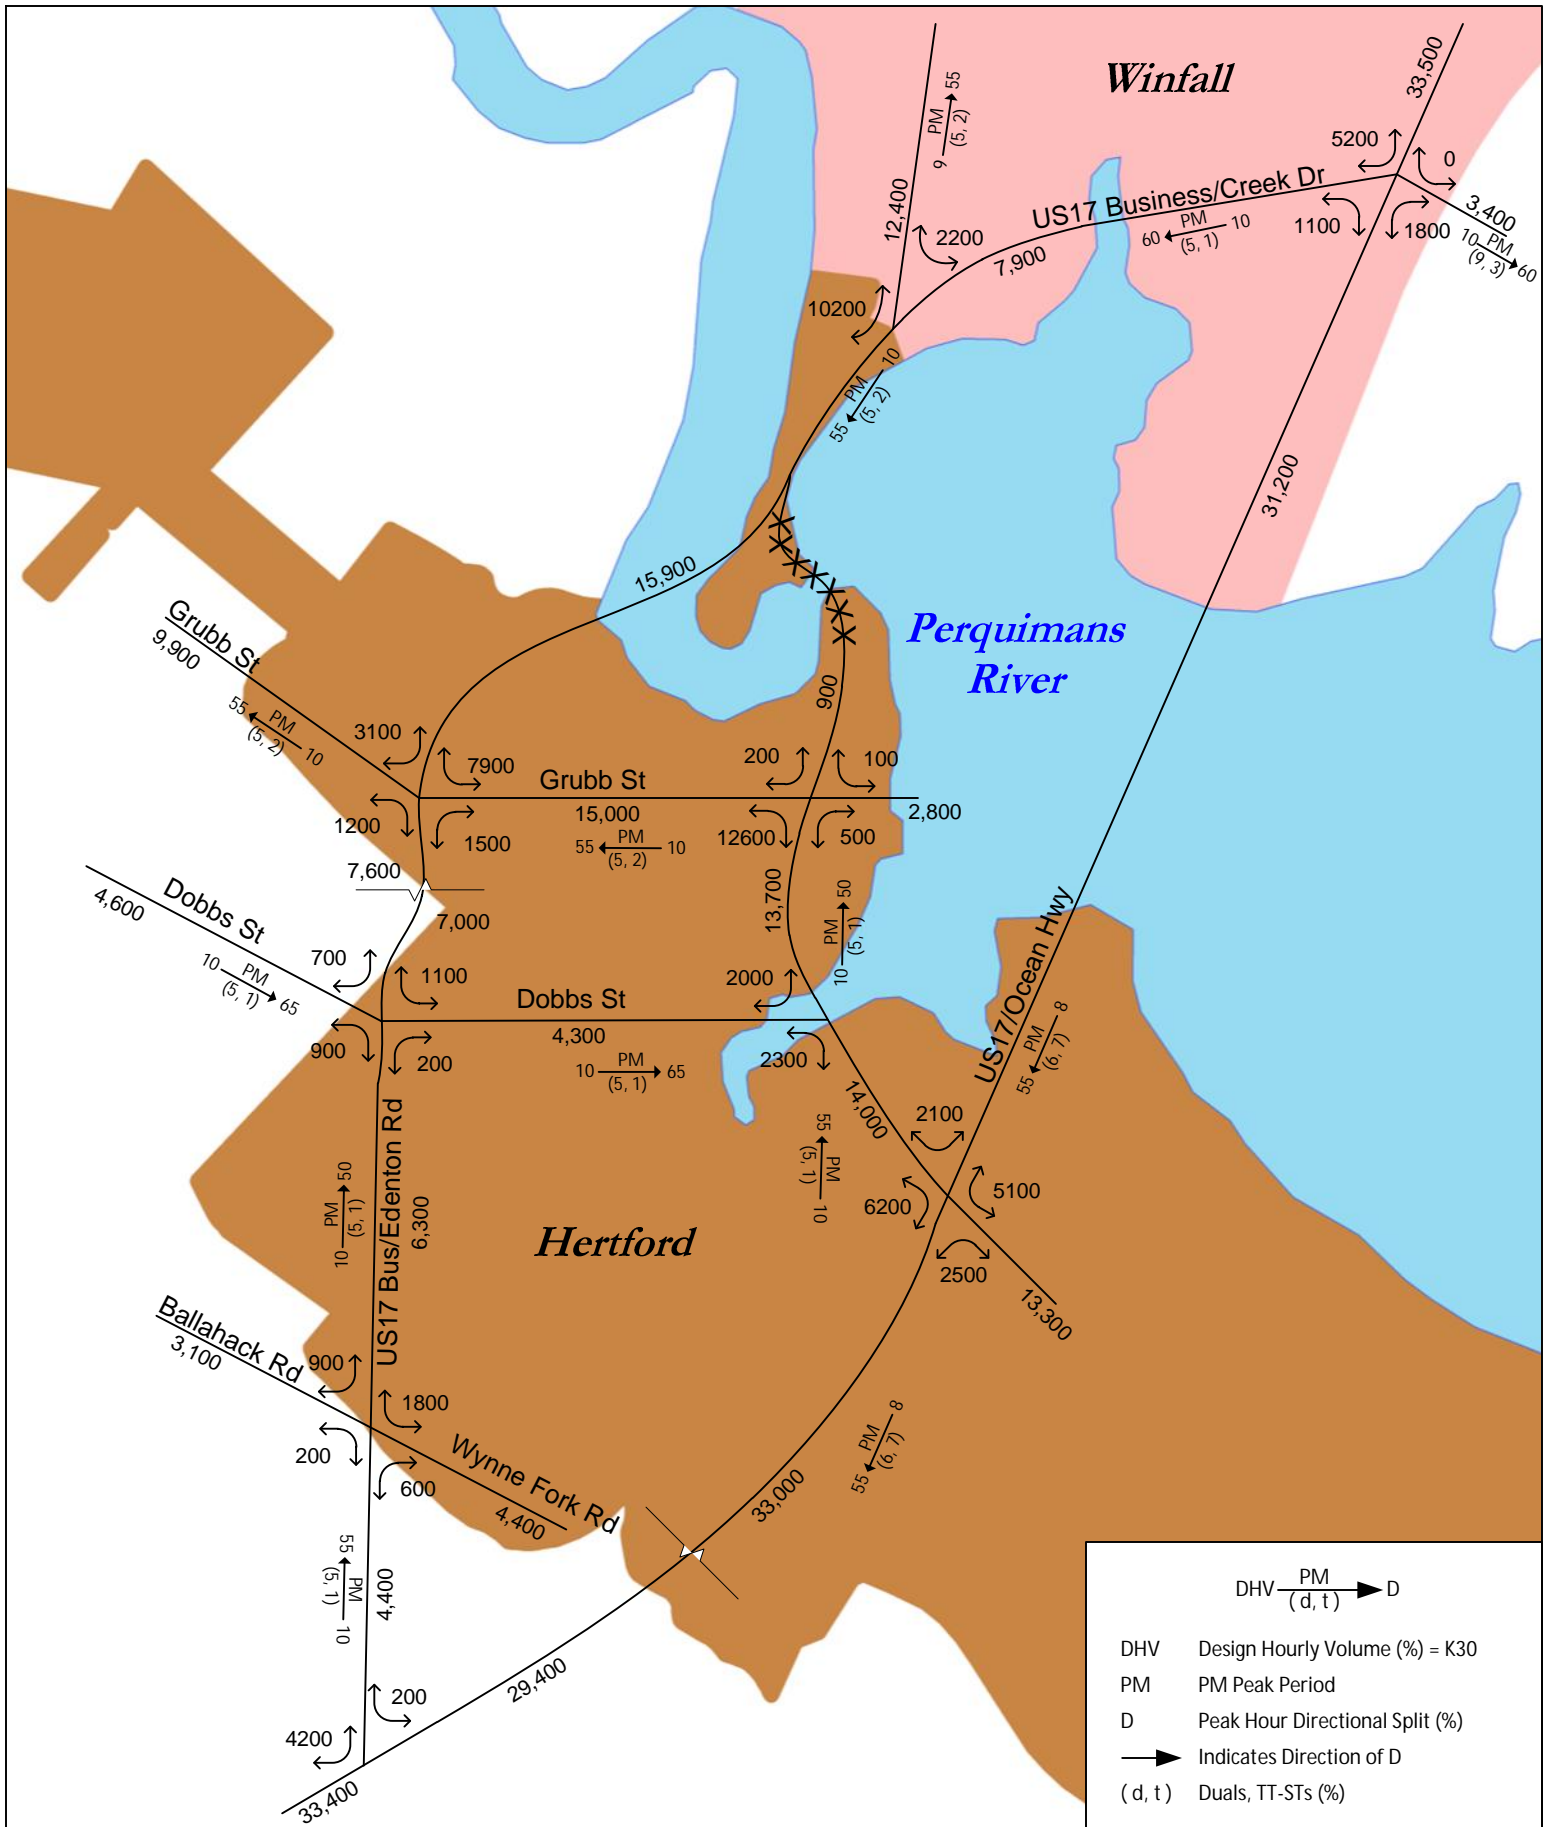 Winfall
33,500
9 PM 55
(5, 2)
5200
0
US17 Business/Creek Dr
3,400
12,400
2200
60 PM 10
(5, 1)
1100
1800
10 PM 60
(9, 3)
7,900
10200
55 PM 10
(5, 2)
31,200
15,900
Grubb St
9,900
Perquimans
River
900
55 PM 10
(5, 2)
3100
7900
200
100
Grubb St
15,000
2,800
1200
1500
12600
500
55 PM 10
(5, 2)
7,600
7,000
13,700
10 PM 50
(5, 1)
Dobbs St
4,600
US17/Ocean Hwy
10 PM 65
(5, 1)
700
1100
2000
Dobbs St
4,300
900
200
2300
10 PM 65
(5, 1)
55 PM 8
(6, 7)
14,000
2100
55 PM 10
(5, 1)
5100
6200
2500
13,300
US17 Bus/Edenton Rd
6,300
10 PM 50
(5, 1)
Hertford
Ballahack Rd
3,100
900
1800
200
600
Wynne Fork Rd
4,400
55 PM 8
(6, 7)
33,000
55 PM 10
(5, 1)
4,400
29,400
200
4200
33,400
DHV PM D
( d, t )
DHV Design Hourly Volume (%) = K30
PM PM Peak Period
D Peak Hour Directional Split (%)
Indicates Direction of D
( d, t ) Duals, TT-STs (%)